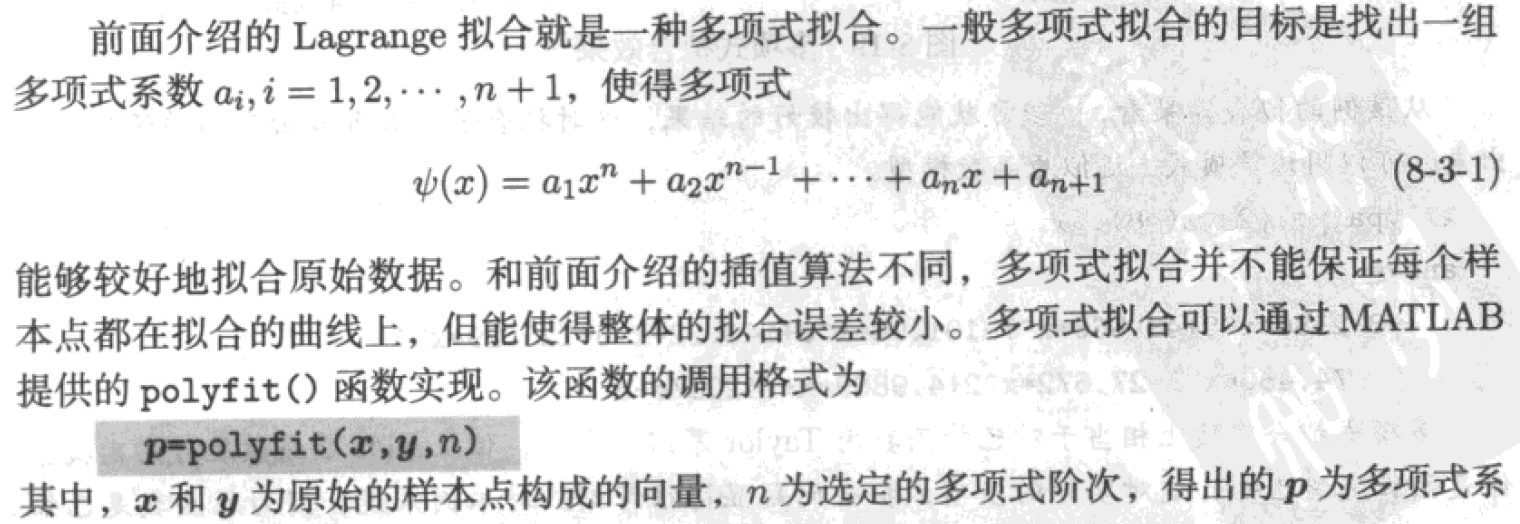 前面介绍的 Lagrange 拟合就是一种多项式拟合。一般多项式拟合的目标是找出一组
多项式系数 a_i, i = 1, 2, ⋯ , n + 1，使得多项式
ψ(x) = a_1x^n + a_2x^{n−1} + ⋯ + a_nx + a_{n+1} (8-3-1)
能够较好地拟合原始数据。和前面介绍的插值算法不同，多项式拟合并不能保证每个样
本点都在拟合的曲线上，但能使得整体的拟合误差较小。多项式拟合可以通过 MATLAB
提供的 polyfit() 函数实现。该函数的调用格式为
p=polyfit(x,y,n)
其中，x 和 y 为原始的样本点构成的向量，n 为选定的多项式阶次，得出的 p 为多项式系